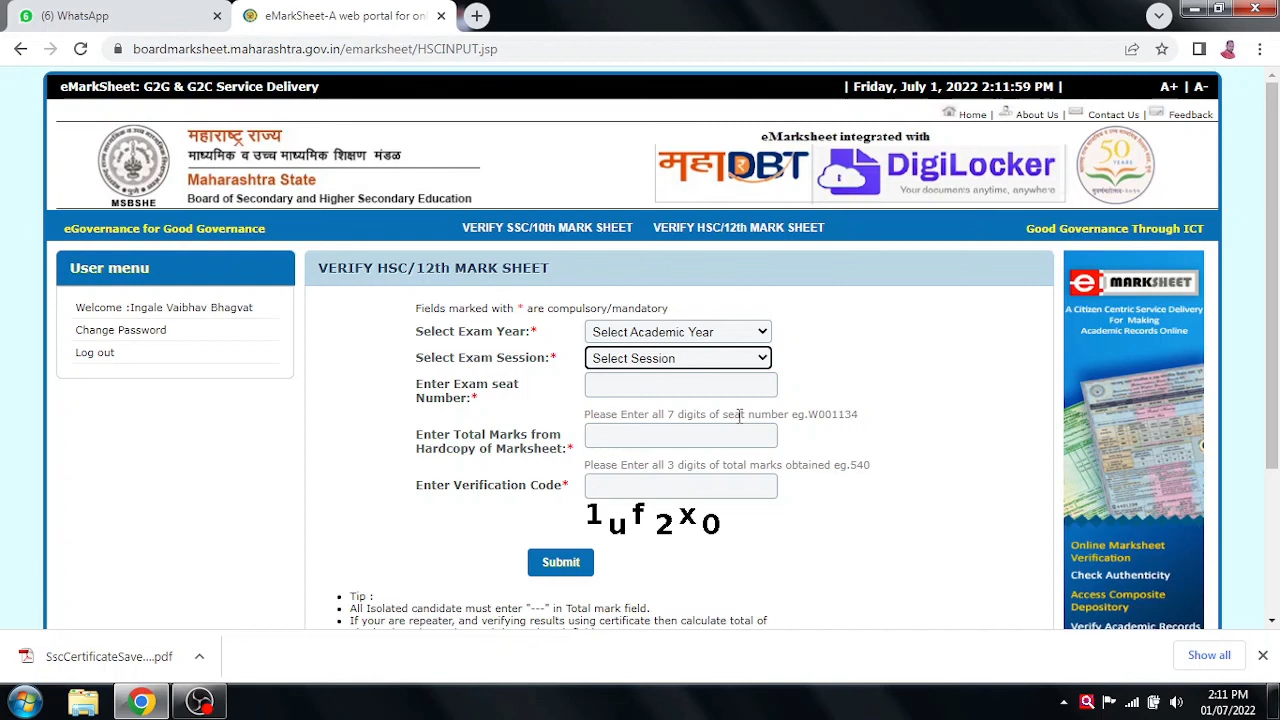 (6) WhatsApp
eMarkSheet-A web portal for onl
boardmarksheet.maharashtra.gov.in/emarksheet/HSCINPUT.jsp
eMarkSheet: G2G & G2C Service Delivery
| Friday, July 1, 2022 2:11:59 PM |
A+ | A-
Home | About Us | Contact Us | Feedback
महाराष्ट्र राज्य
माध्यमिक व उच्च माध्यमिक शिक्षण मंडळ
Maharashtra State
Board of Secondary and Higher Secondary Education
MSBSHE
eMarksheet integrated with
महाDBT
DigiLocker
Your documents anytime, anywhere
50
YEARS
eGovernance for Good Governance
VERIFY SSC/10th MARK SHEET
VERIFY HSC/12th MARK SHEET
Good Governance Through ICT
User menu
Welcome :Ingale Vaibhav Bhagvat
Change Password
Log out
VERIFY HSC/12th MARK SHEET
Fields marked with * are compulsory/mandatory
Select Exam Year:*
Select Academic Year
Select Exam Session:*
Select Session
Enter Exam seat
Number:*
Please Enter all 7 digits of seat number eg.W001134
Enter Total Marks from
Hardcopy of Marksheet:*
Please Enter all 3 digits of total marks obtained eg.540
Enter Verification Code*
1uf2x0
Submit
Tip :
All Isolated candidate must enter "---" in Total mark field.
If your are repeater, and verifying results using certificate then calculate total of
e MARKSHEET
A Citizen Centric Service Delivery
For Making
Academic Records Online
Online Marksheet
Verification
Check Authenticity
Access Composite
Depository
Verify Academic Records
SscCertificateSave....pdf
Show all
2:11 PM
01/07/2022